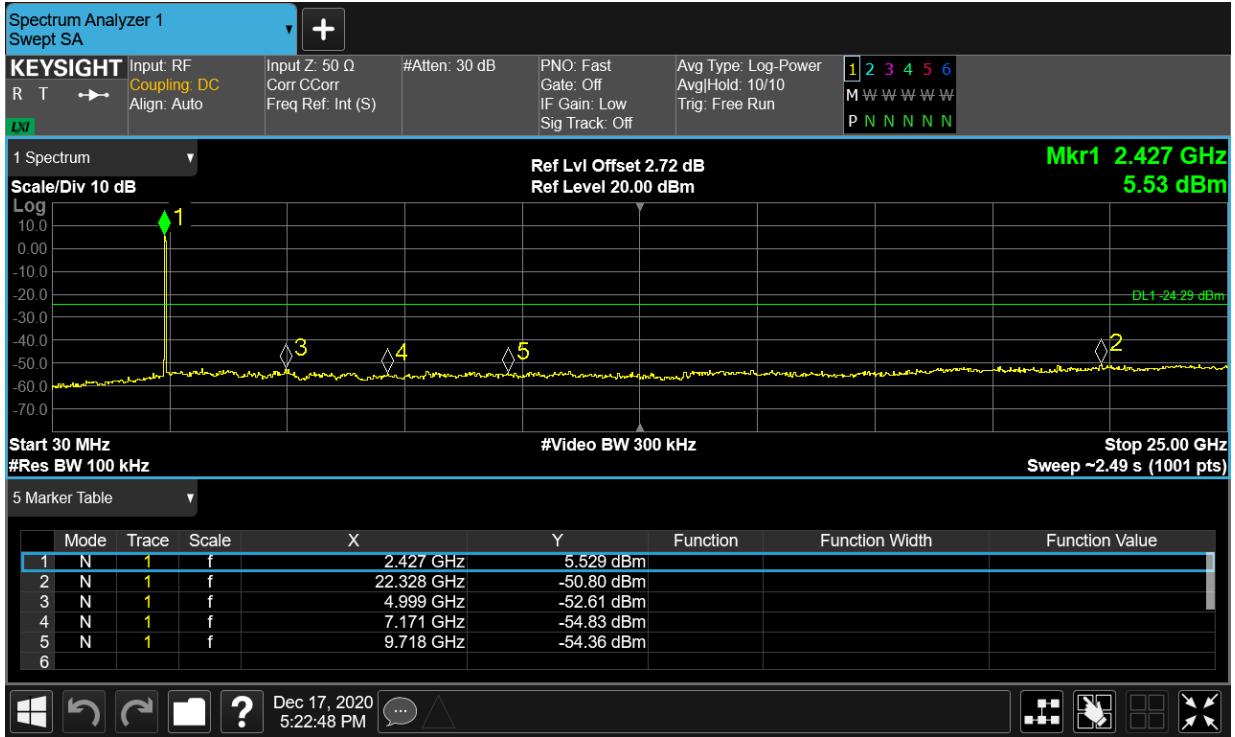 Spectrum Analyzer 1
Swept SA
+
KEYSIGHT
R T
LXI
Input: RF
Coupling: DC
Align: Auto
Input Z: 50 Ω
Corr CCorr
Freq Ref: Int (S)
#Atten: 30 dB
PNO: Fast
Gate: Off
IF Gain: Low
Sig Track: Off
Avg Type: Log-Power
Avg|Hold: 10/10
Trig: Free Run
1 2 3 4 5 6
M W W W W W
P N N N N N
1 Spectrum
Scale/Div 10 dB
Ref Lvl Offset 2.72 dB
Ref Level 20.00 dBm
Mkr1 2.427 GHz
5.53 dBm
Log
10.0
0.00
-10.0
-20.0
-30.0
-40.0
-50.0
-60.0
-70.0
1
DL1 -24.29 dBm
3
4
5
2
Start 30 MHz
#Video BW 300 kHz
Stop 25.00 GHz
#Res BW 100 kHz
Sweep ~2.49 s (1001 pts)
5 Marker Table
Mode Trace Scale X Y Function Function Width Function Value
1 N 1 f 2.427 GHz 5.529 dBm
2 N 1 f 22.328 GHz -50.80 dBm
3 N 1 f 4.999 GHz -52.61 dBm
4 N 1 f 7.171 GHz -54.83 dBm
5 N 1 f 9.718 GHz -54.36 dBm
6
?
Dec 17, 2020
5:22:48 PM